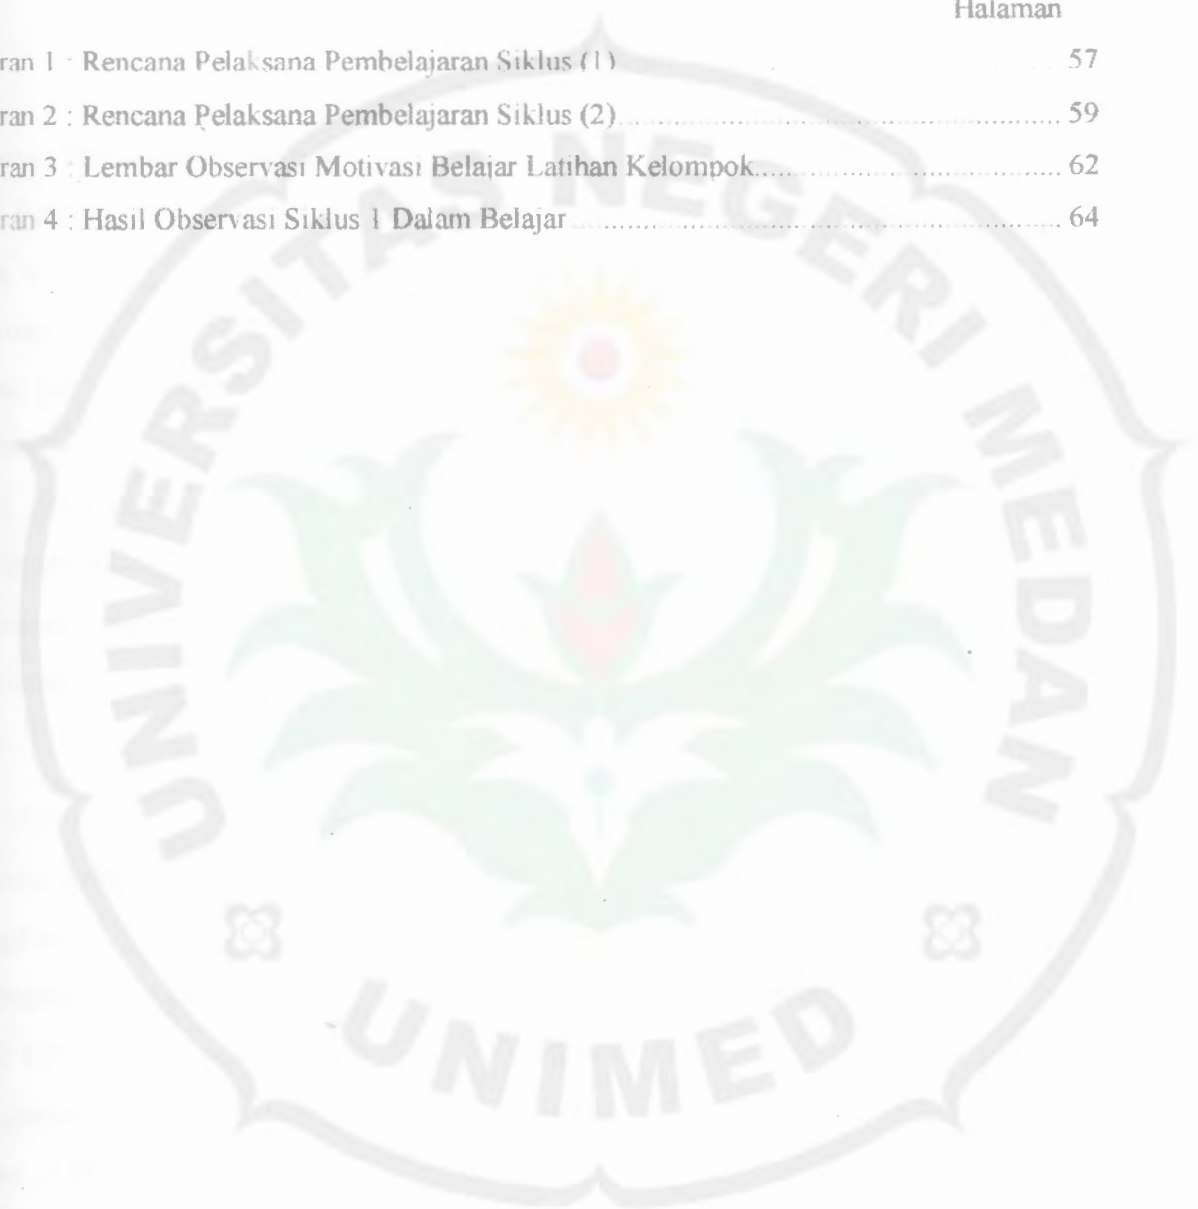 Halaman
ran 1 : Rencana Pelaksana Pembelajaran Siklus (1) 57
ran 2 : Rencana Pelaksana Pembelajaran Siklus (2)........................................................ 59
ran 3 : Lembar Observasi Motivasi Belajar Latihan Kelompok....................................... 62
ran 4 : Hasil Observasi Siklus 1 Dalam Belajar ............................................................... 64
UNIVERSITAS NEGERI MEDAN
UNIMED